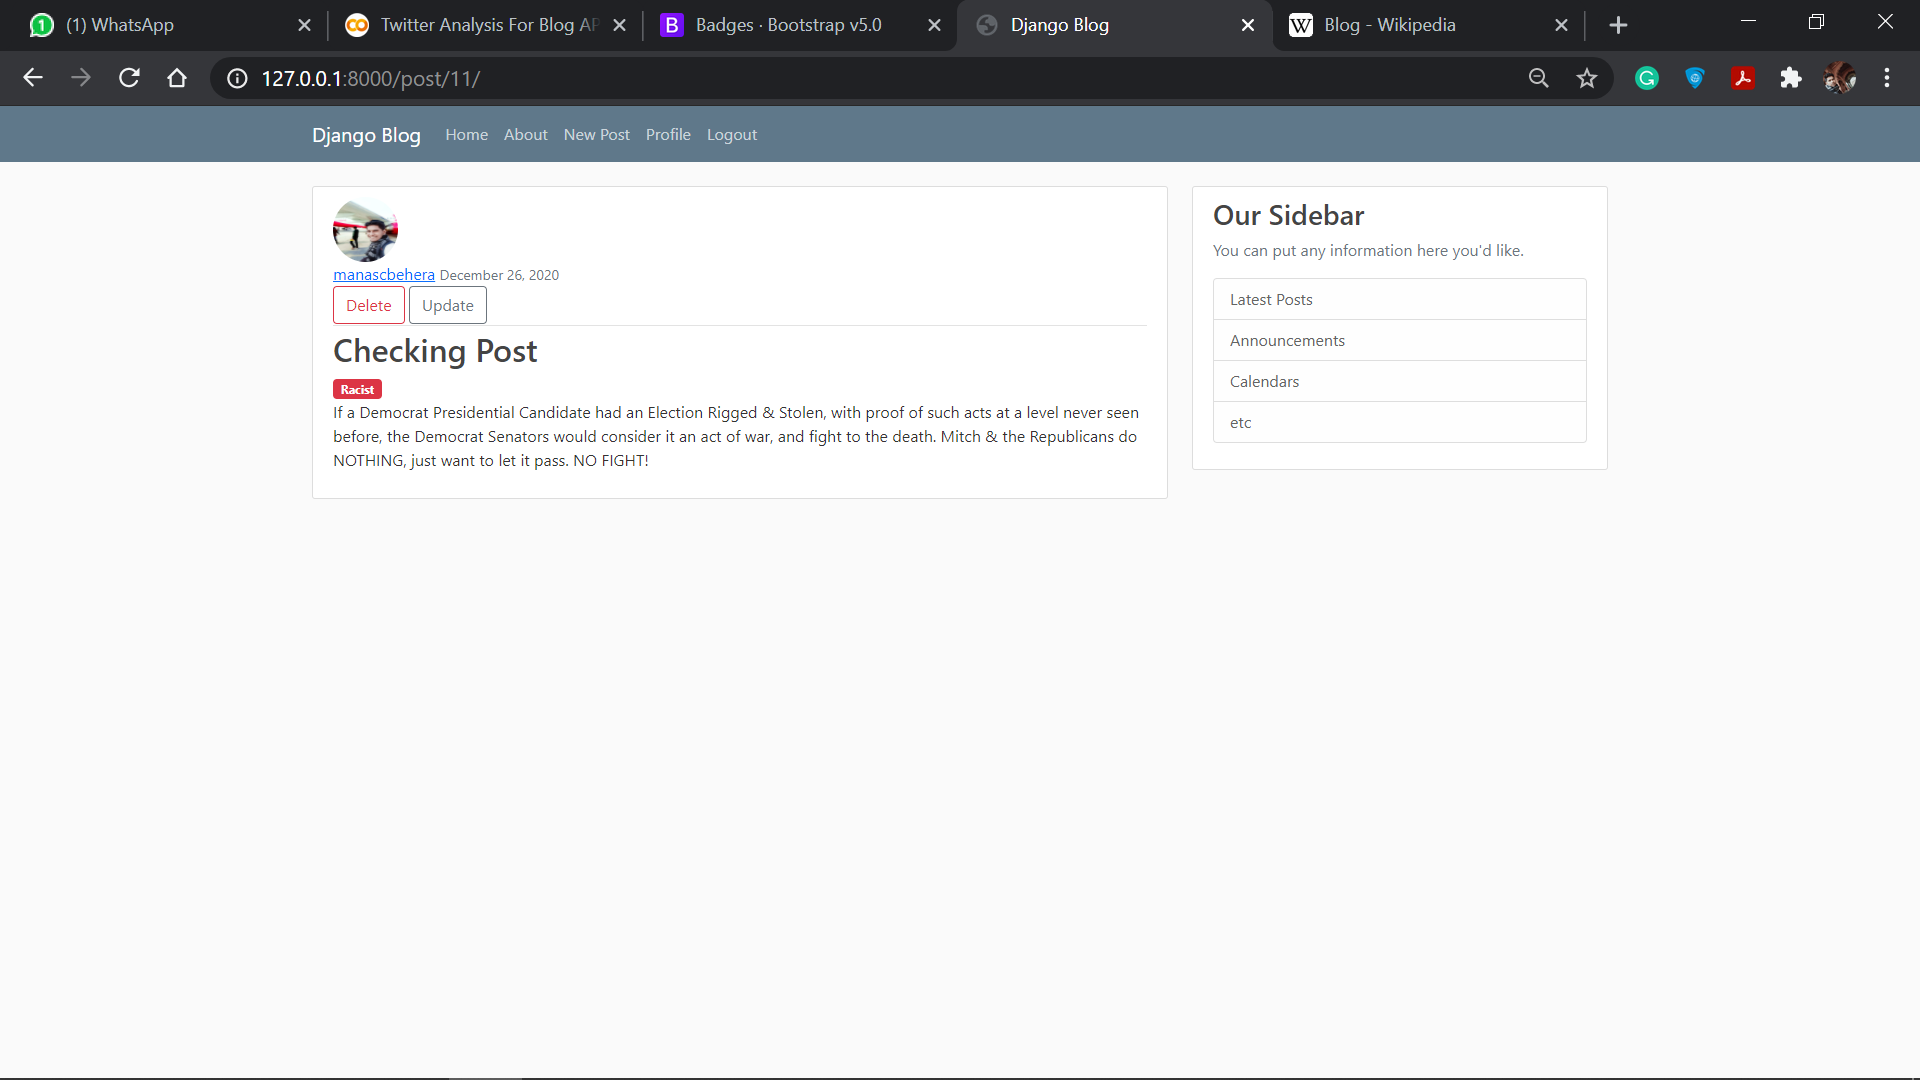 (1) WhatsApp
Twitter Analysis For Blog AP
Badges · Bootstrap v5.0
Django Blog
Blog - Wikipedia
127.0.0.1:8000/post/11/
Django Blog Home About New Post Profile Logout
manascbehera December 26, 2020
Delete Update
Checking Post
Racist
If a Democrat Presidential Candidate had an Election Rigged & Stolen, with proof of such acts at a level never seen
before, the Democrat Senators would consider it an act of war, and fight to the death. Mitch & the Republicans do
NOTHING, just want to let it pass. NO FIGHT!
Our Sidebar
You can put any information here you'd like.
Latest Posts
Announcements
Calendars
etc